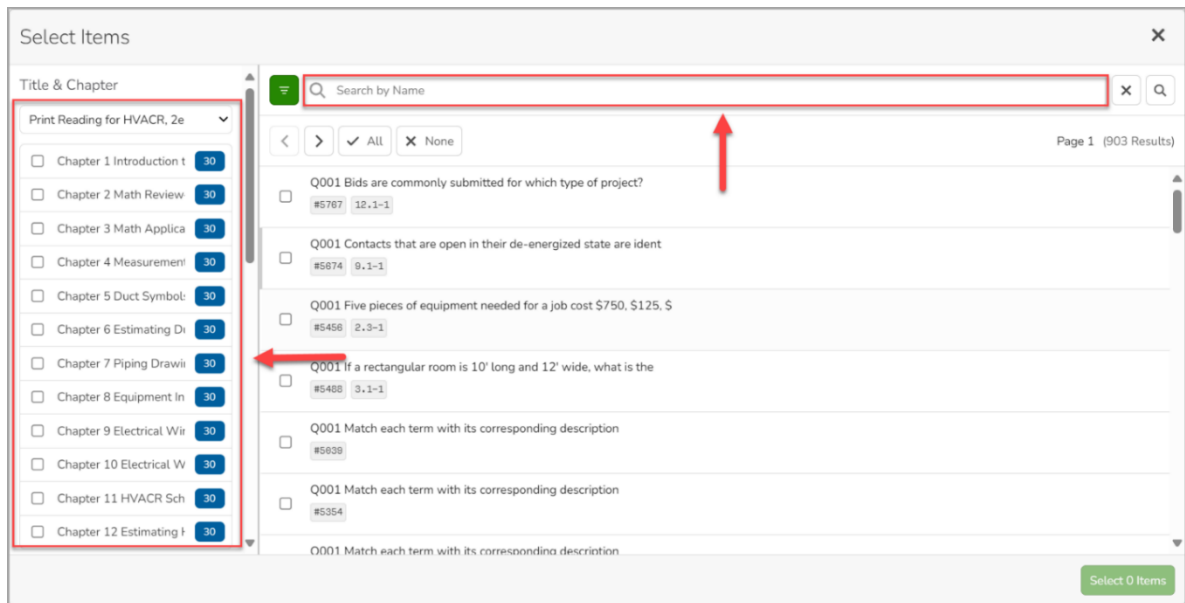 Select Items
Title & Chapter
Print Reading for HVACR, 2e
Chapter 1 Introduction t 30
Chapter 2 Math Review 30
Chapter 3 Math Applica 30
Chapter 4 Measurement 30
Chapter 5 Duct Symbol 30
Chapter 6 Estimating D 30
Chapter 7 Piping Drawi 30
Chapter 8 Equipment In 30
Chapter 9 Electrical Wir 30
Chapter 10 Electrical W 30
Chapter 11 HVACR Sch 30
Chapter 12 Estimating 30
Search by Name
All None Page 1 (903 Results)
Q001 Bids are commonly submitted for which type of project?
#5767 12.1-1
Q001 Contacts that are open in their de-energized state are ident
#5674 9.1-1
Q001 Five pieces of equipment needed for a job cost $750, $125, $
#5456 2.3-1
Q001 If a rectangular room is 10' long and 12' wide, what is the
#5488 3.1-1
Q001 Match each term with its corresponding description
#5039
Q001 Match each term with its corresponding description
#5354
Q001 Match each term with its corresponding description
Select 0 Items